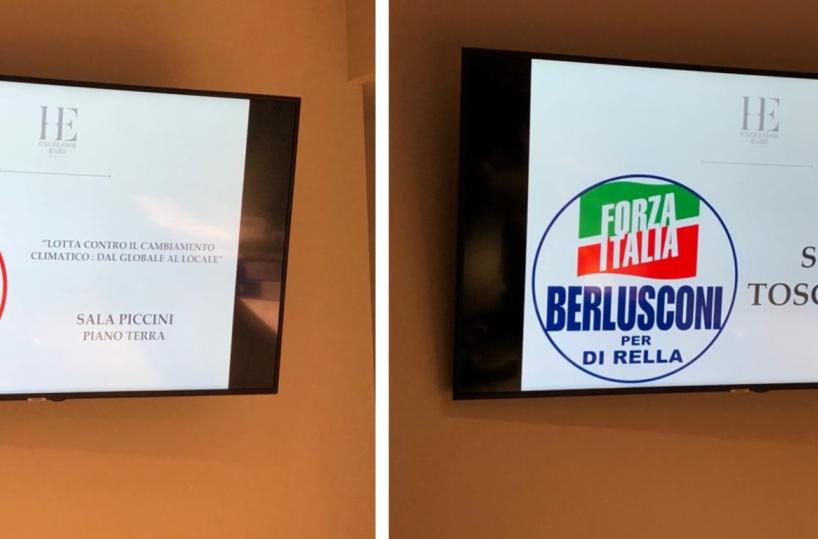 HE
EXCELSIOR
BARI
"LOTTA CONTRO IL CAMBIAMENTO
CLIMATICO : DAL GLOBALE AL LOCALE"
SALA PICCINI
PIANO TERRA
HE
EXCELSIOR
BARI
FORZA
ITALIA
BERLUSCONI
PER
DI RELLA
S
TOSC